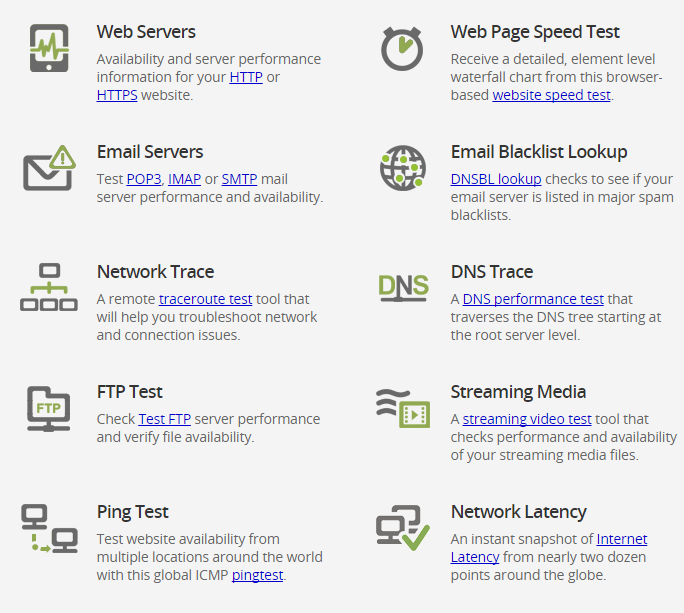 Web Servers
Availability and server performance
information for your HTTP or
HTTPS website.
Web Page Speed Test
Receive a detailed, element level
waterfall chart from this browser-
based website speed test.
Email Servers
Test POP3, IMAP or SMTP mail
server performance and availability.
Email Blacklist Lookup
DNSBL lookup checks to see if your
email server is listed in major spam
blacklists.
Network Trace
A remote traceroute test tool that
will help you troubleshoot network
and connection issues.
DNS
DNS Trace
A DNS performance test that
traverses the DNS tree starting at
the root server level.
FTP
FTP Test
Check Test FTP server performance
and verify file availability.
Streaming Media
A streaming video test tool that
checks performance and availability
of your streaming media files.
Ping Test
Test website availability from
multiple locations around the world
with this global ICMP pingtest.
Network Latency
An instant snapshot of Internet
Latency from nearly two dozen
points around the globe.